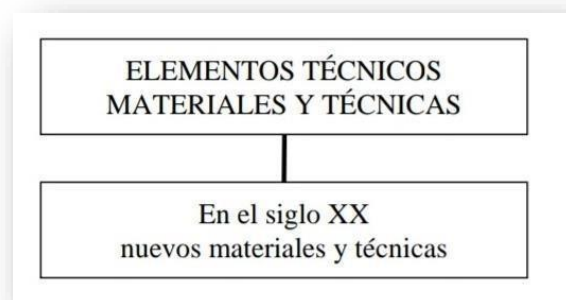 ELEMENTOS TÉCNICOS
MATERIALES Y TÉCNICAS
En el siglo XX
nuevos materiales y técnicas